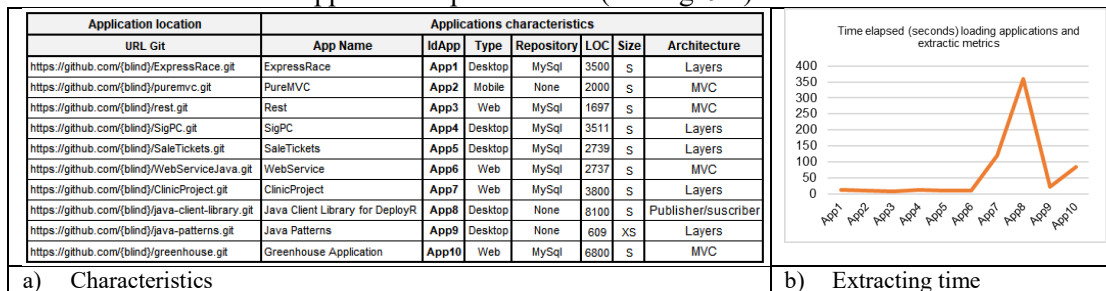 Application location Applications characteristics
URL Git App Name IdApp Type Repository LOC Size Architecture
https://github.com/{blind}/ExpressRace.git ExpressRace App1 Desktop MySql 3500 S Layers
https://github.com/{blind}/puremvc.git PureMVC App2 Mobile None 2000 S MVC
https://github.com/{blind}/rest.git Rest App3 Web MySql 1697 S MVC
https://github.com/{blind}/SigPC.git SigPC App4 Desktop MySql 3511 S Layers
https://github.com/{blind}/SaleTickets.git SaleTickets App5 Desktop MySql 2739 S Layers
https://github.com/{blind}/WebServiceJava.git WebService App6 Web MySql 2737 S MVC
https://github.com/{blind}/ClinicProject.git ClinicProject App7 Web MySql 3800 S Layers
https://github.com/{blind}/java-client-library.git Java Client Library for DeployR App8 Desktop None 8100 S Publisher/suscriber
https://github.com/{blind}/java-patterns.git Java Patterns App9 Desktop None 609 XS Layers
https://github.com/{blind}/greenhouse.git Greenhouse Application App10 Web MySql 6800 S MVC
a) Characteristics
Time elapsed (seconds) loading applications and
extractic metrics
400
350
300
250
200
150
100
50
0
App1 App2 App3 App4 App5 App6 App7 App8 App9 App10
b) Extracting time